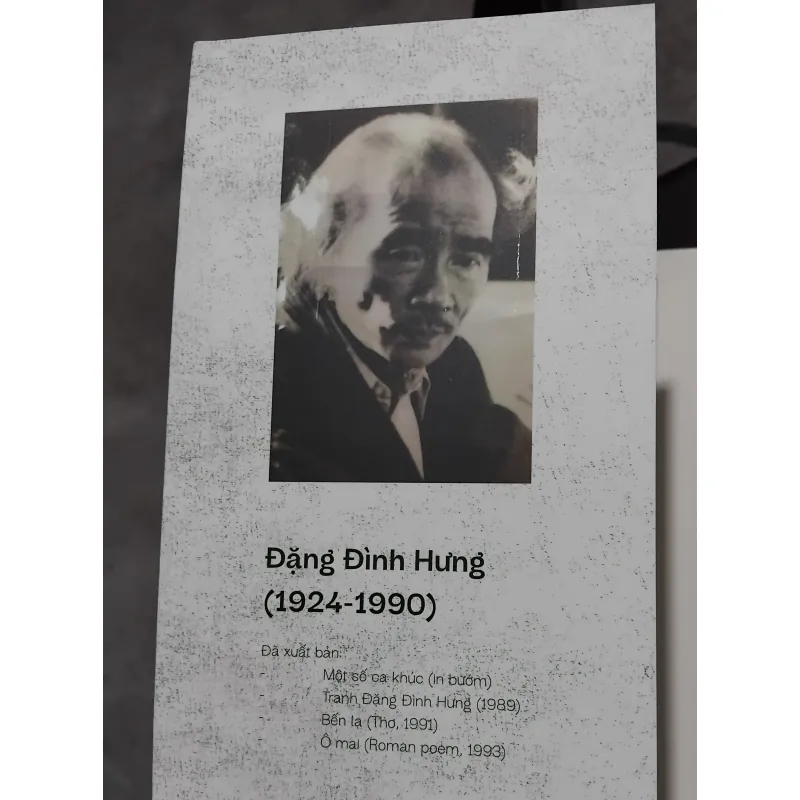 Đặng Đình Hưng
(1924-1990)
Đã xuất bản:
- Một số ca khúc (in bướm)
- Tranh Đặng Đình Hưng (1989)
- Bến lạ (Thơ, 1991)
- Ô mai (Roman poem, 1993)